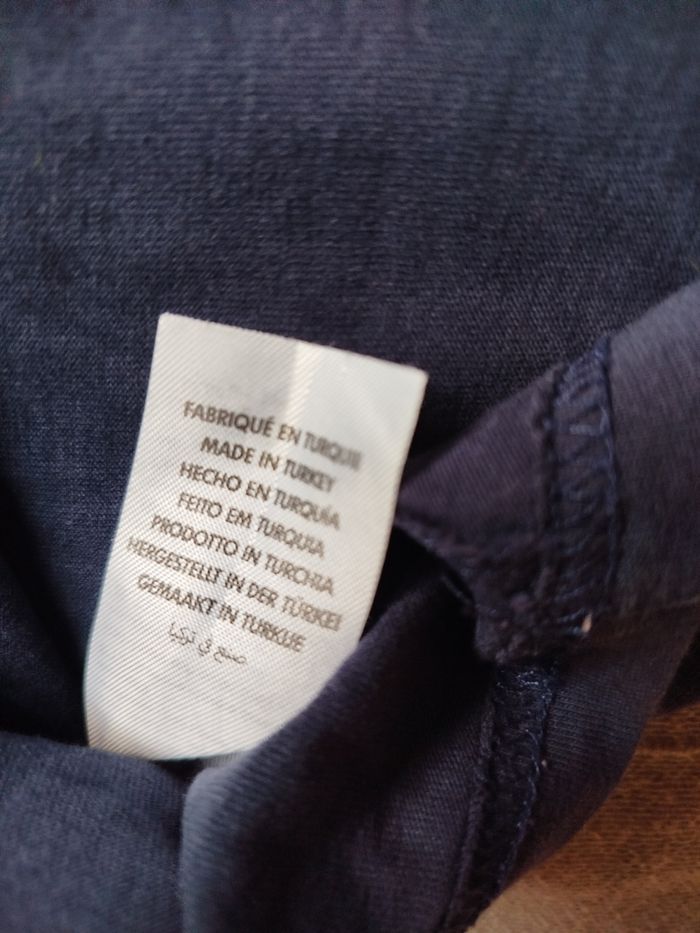 FABRIQUÉ EN TURQUIE
MADE IN TURKEY
HECHO EN TURQUÍA
FEITO EM TURQUIA
PRODOTTO IN TURCHIA
HERGESTELLT IN DER TÜRKEI
GEMAAKT IN TURKIJE
صنع في تركيا